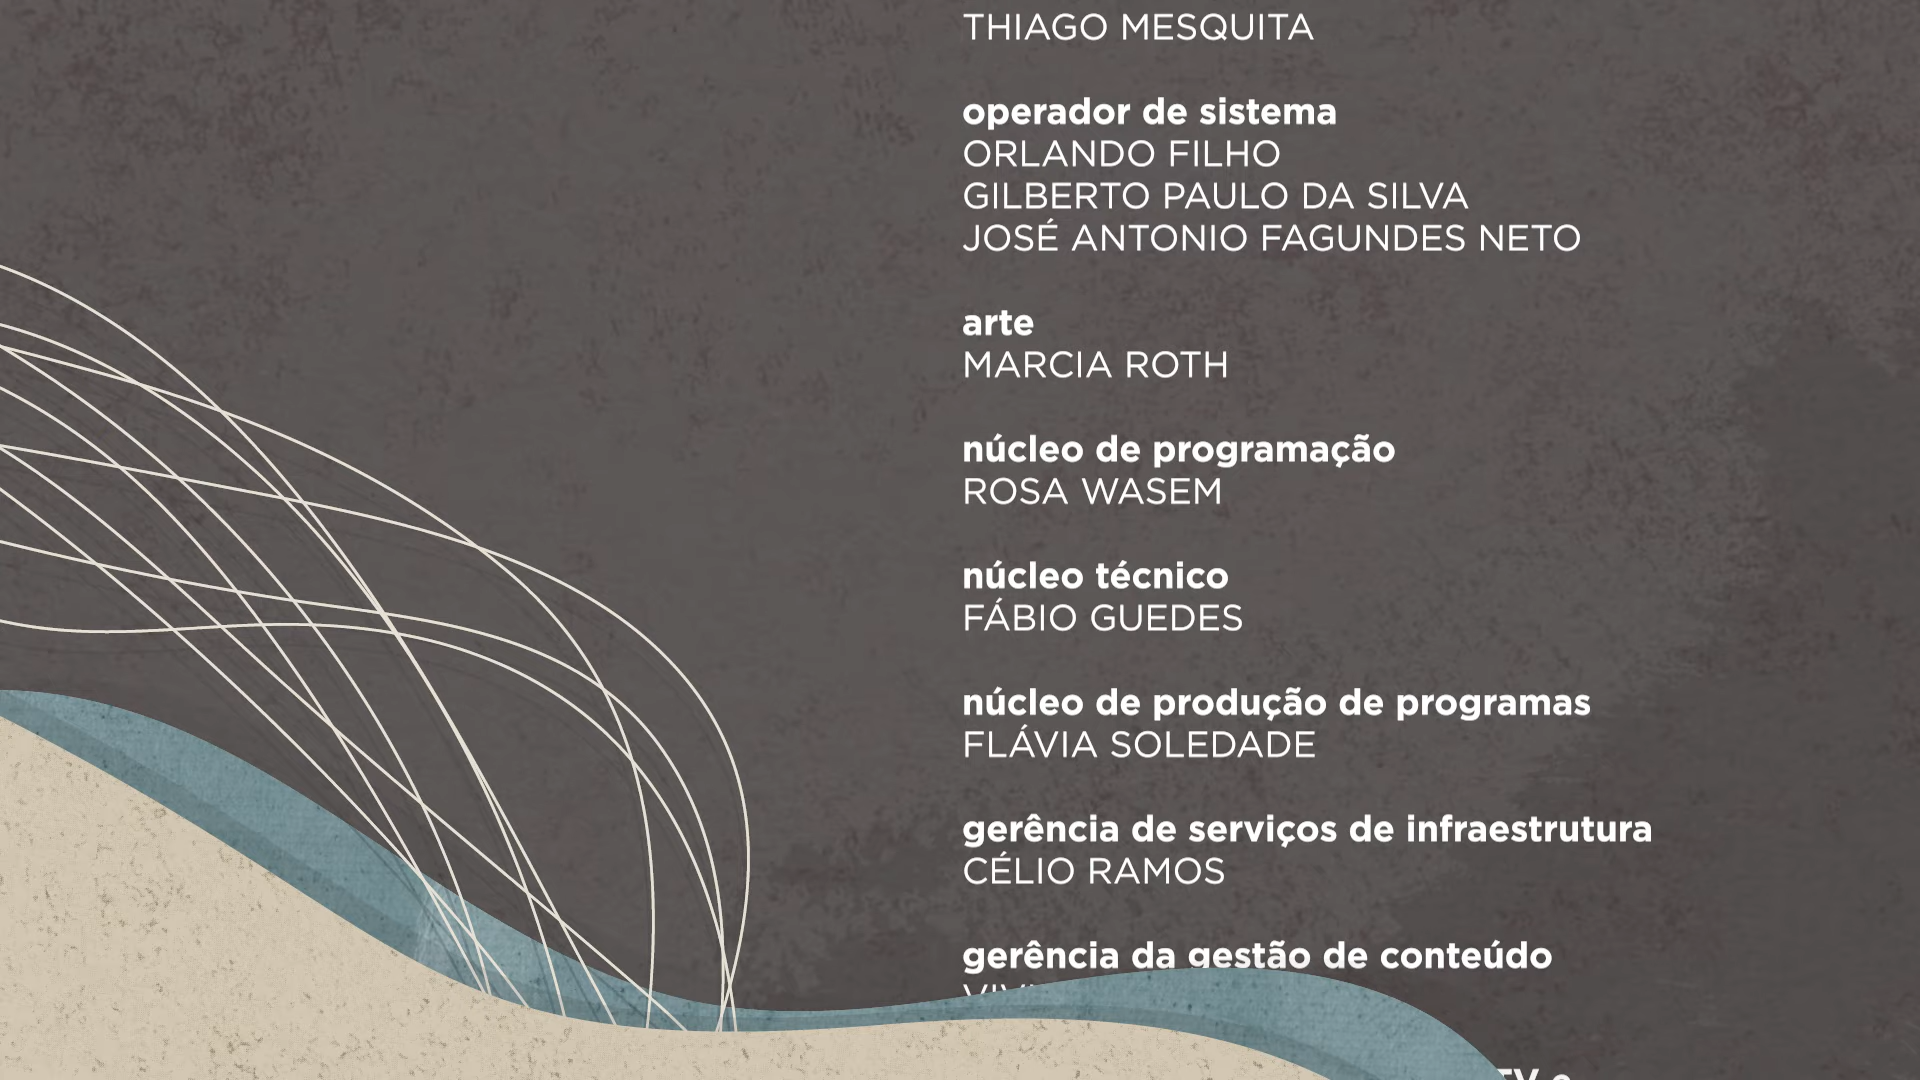 THIAGO MESQUITA
operador de sistema
ORLANDO FILHO
GILBERTO PAULO DA SILVA
JOSÉ ANTONIO FAGUNDES NETO
arte
MARCIA ROTH
núcleo de programação
ROSA WASEM
núcleo técnico
FÁBIO GUEDES
núcleo de produção de programas
FLÁVIA SOLEDADE
gerência de serviços de infraestrutura
CÉLIO RAMOS
gerência da gestão de conteúdo